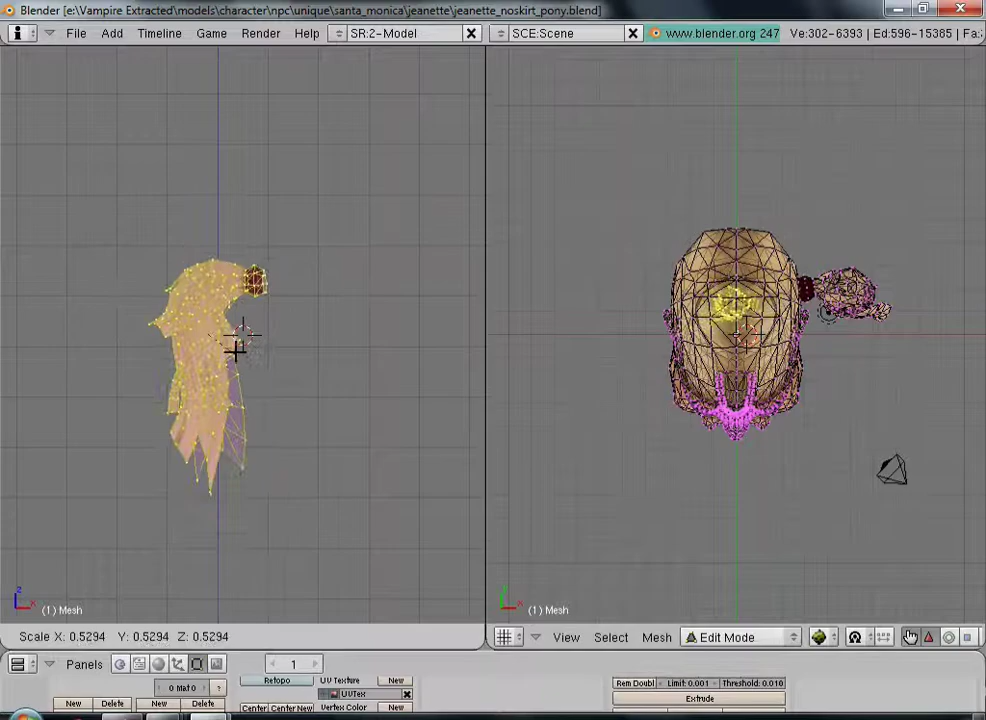 Blender [e:\Vampire Extracted\models\character\npc\unique\santa_monica\jeanette\jeanette_noskirt_pony.blend]
File Add Timeline Game Render Help SR:2-Model SCE:Scene www.blender.org 247 Ve:302-6393 | Ed:596-15385 | Fa:
z x (1) Mesh
y x (1) Mesh
Scale X: 0.5294 Y: 0.5294 Z: 0.5294
View Select Mesh Edit Mode
Panels 1
Retopo UV Texture New
0 Mat 0 ? UVTex
Rem Doubl Limit: 0.001 Threshold: 0.010
New Delete New Delete
Center Center New Vertex Color New
Extrude